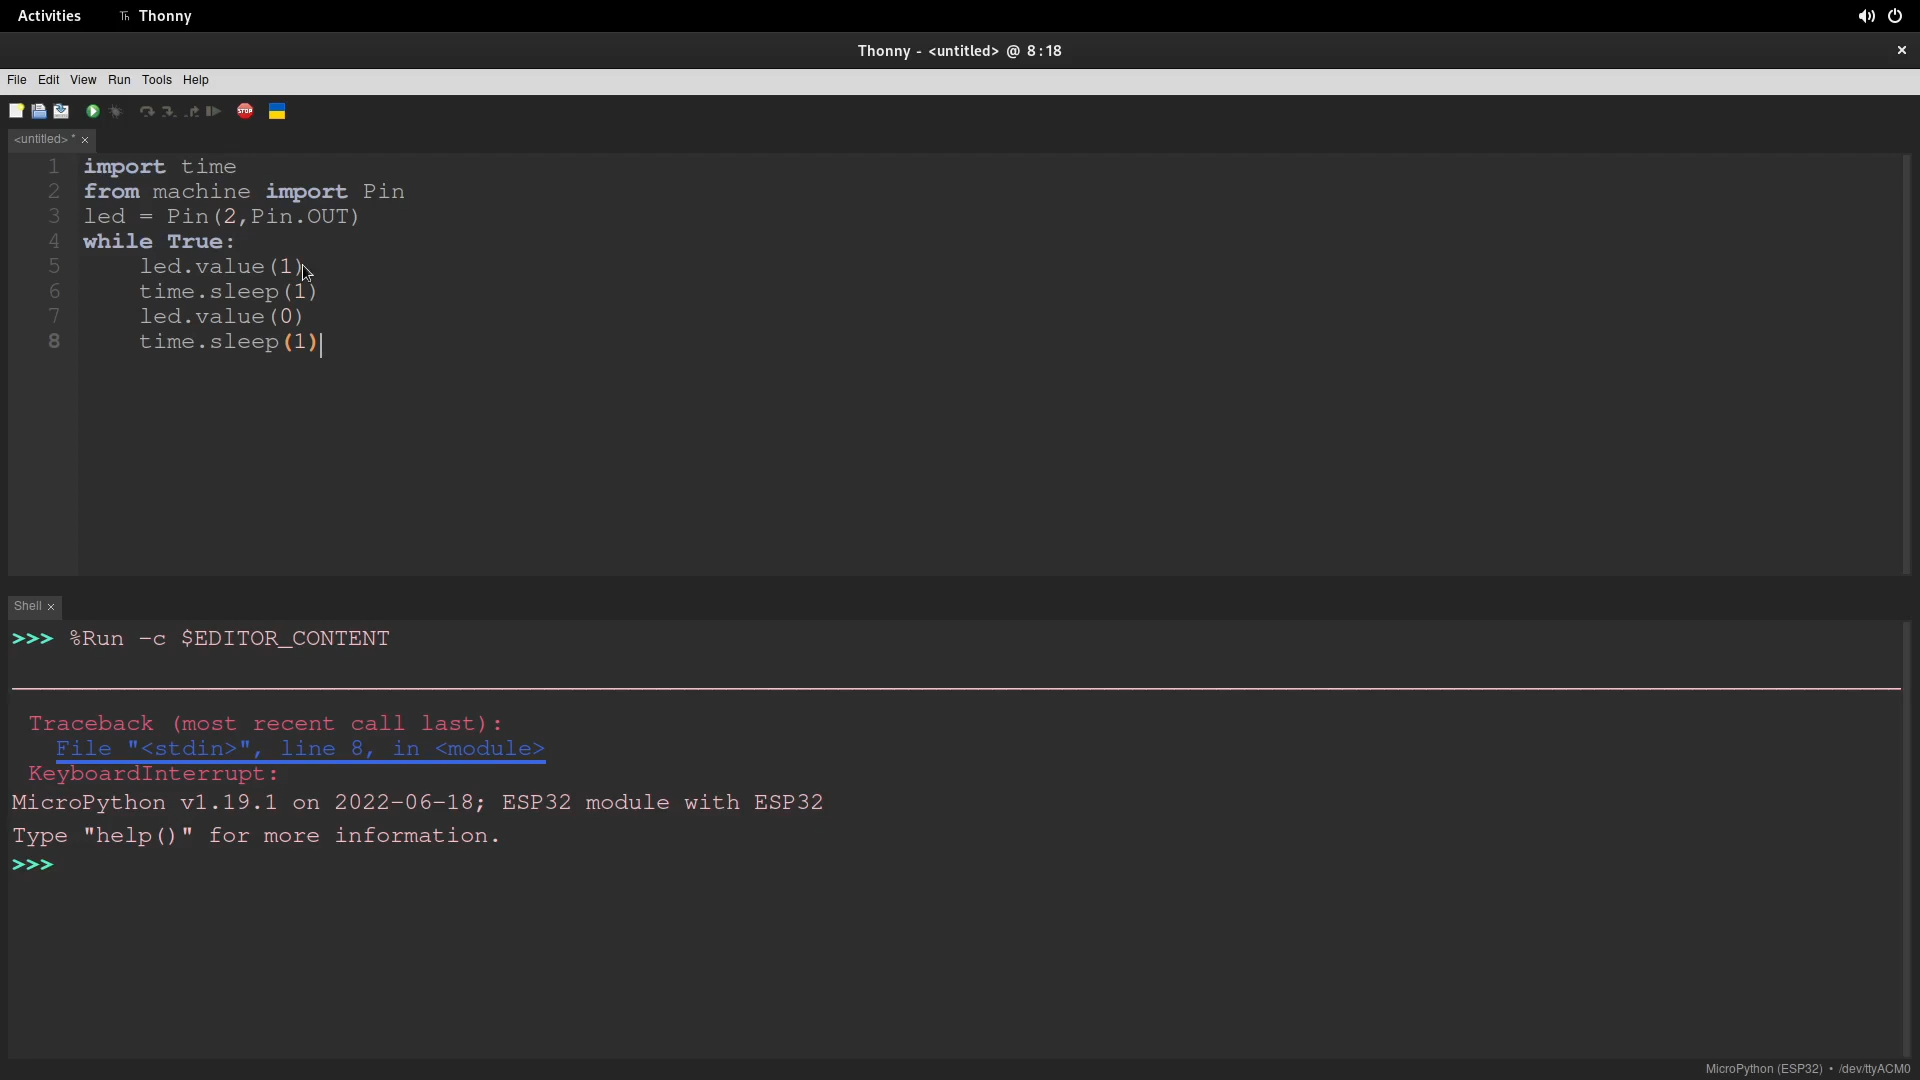 Activities Thonny
Thonny - <untitled> @ 8:18
File Edit View Run Tools Help
STOP
<untitled> *
1 import time
2 from machine import Pin
3 led = Pin(2,Pin.OUT)
4 while True:
5     led.value(1)
6     time.sleep(1)
7     led.value(0)
8     time.sleep(1)
Shell
>>> %Run -c $EDITOR_CONTENT
Traceback (most recent call last):
  File "<stdin>", line 8, in <module>
KeyboardInterrupt:
MicroPython v1.19.1 on 2022-06-18; ESP32 module with ESP32
Type "help()" for more information.
>>>
MicroPython (ESP32) • /dev/ttyACM0